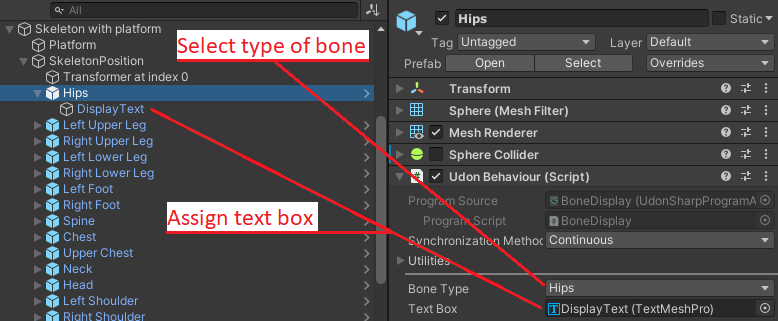 All
Skeleton with platform
Platform
SkeletonPosition
Transformer at index 0
Hips
DisplayText
Left Upper Leg
Right Upper Leg
Left Lower Leg
Right Lower Leg
Left Foot
Right Foot
Spine
Chest
Upper Chest
Neck
Head
Left Shoulder
Right Shoulder
Select type of bone
Assign text box
Hips
Static
Tag Untagged Layer Default
Prefab Open Select Overrides
Transform
Sphere (Mesh Filter)
Mesh Renderer
Sphere Collider
Udon Behaviour (Script)
Program Source BoneDisplay (UdonSharpProgramA
Program Script BoneDisplay
Synchronization Method Continuous
Utilities
Bone Type Hips
Text Box DisplayText (TextMeshPro)